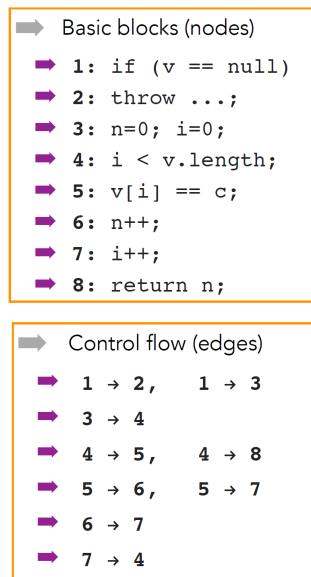 Basic blocks (nodes)
1: if (v == null)
2: throw ...;
3: n=0; i=0;
4: i < v.length;
5: v[i] == c;
6: n++;
7: i++;
8: return n;
Control flow (edges)
1 → 2, 1 → 3
3 → 4
4 → 5, 4 → 8
5 → 6, 5 → 7
6 → 7
7 → 4